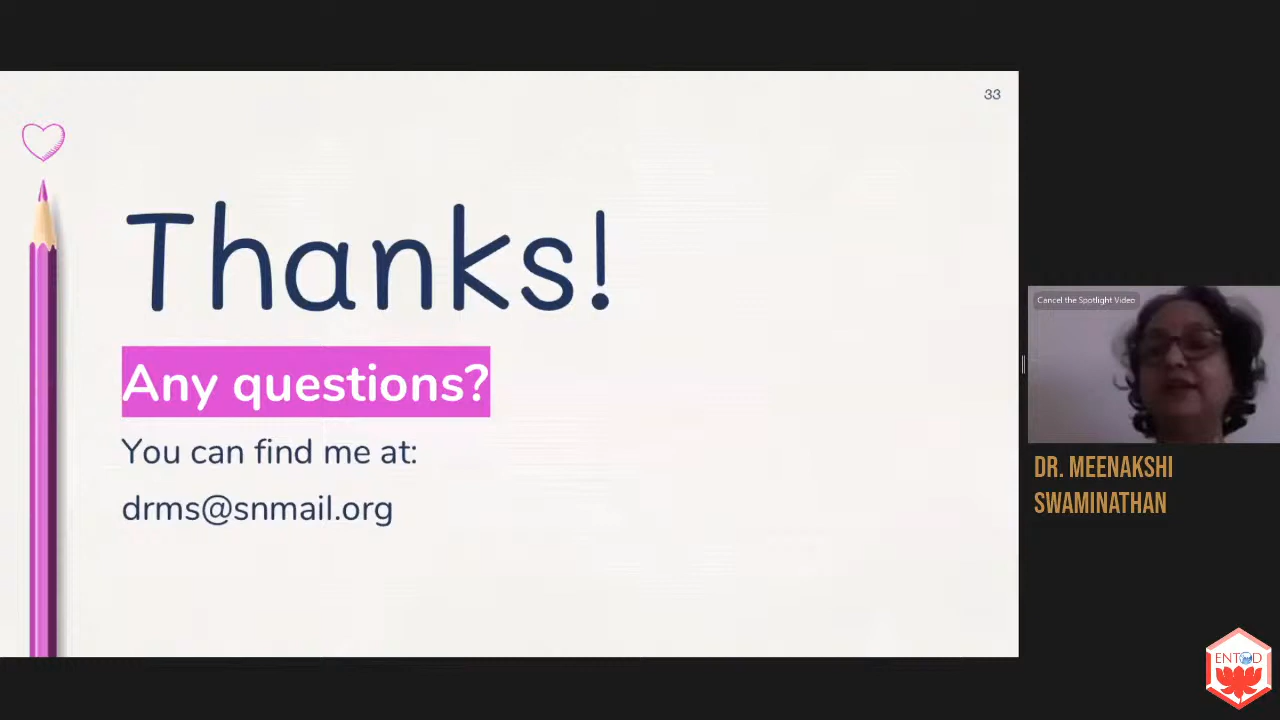 33
Thanks!
Any questions?
You can find me at:
drms@snmail.org
Cancel the Spotlight Video
DR. MEENAKSHI
SWAMINATHAN
ENTOD